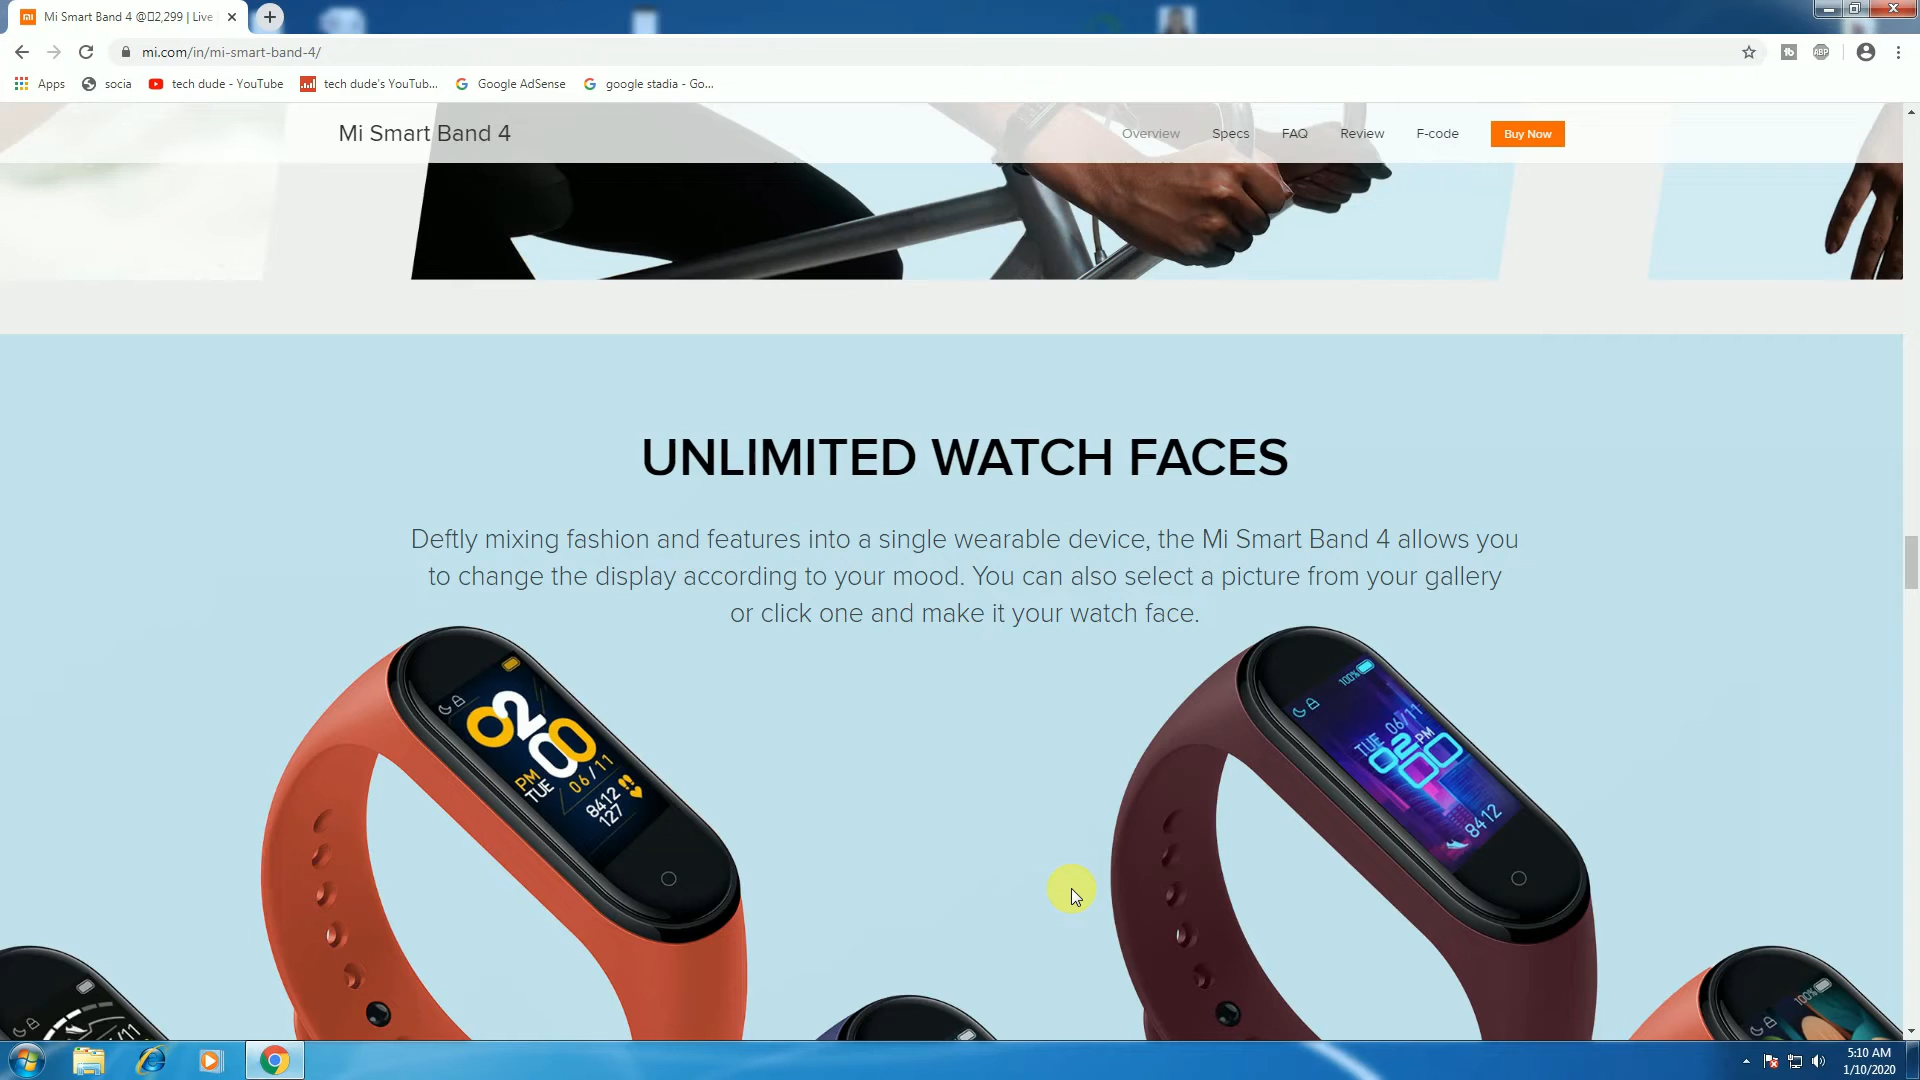 Mi Smart Band 4 @▯2,299 | Live
mi.com/in/mi-smart-band-4/
ABP
Apps
socia
tech dude - YouTube
tech dude's YouTub...
Google AdSense
google stadia - Go...
Mi Smart Band 4
Overview
Specs
FAQ
Review
F-code
Buy Now
UNLIMITED WATCH FACES
Deftly mixing fashion and features into a single wearable device, the Mi Smart Band 4 allows you
to change the display according to your mood. You can also select a picture from your gallery
or click one and make it your watch face.
02
00
PM
TUE
06/11
8412
127
100%
TUE 06/11
02 PM
00
8412
/11
100%
5:10 AM
1/10/2020